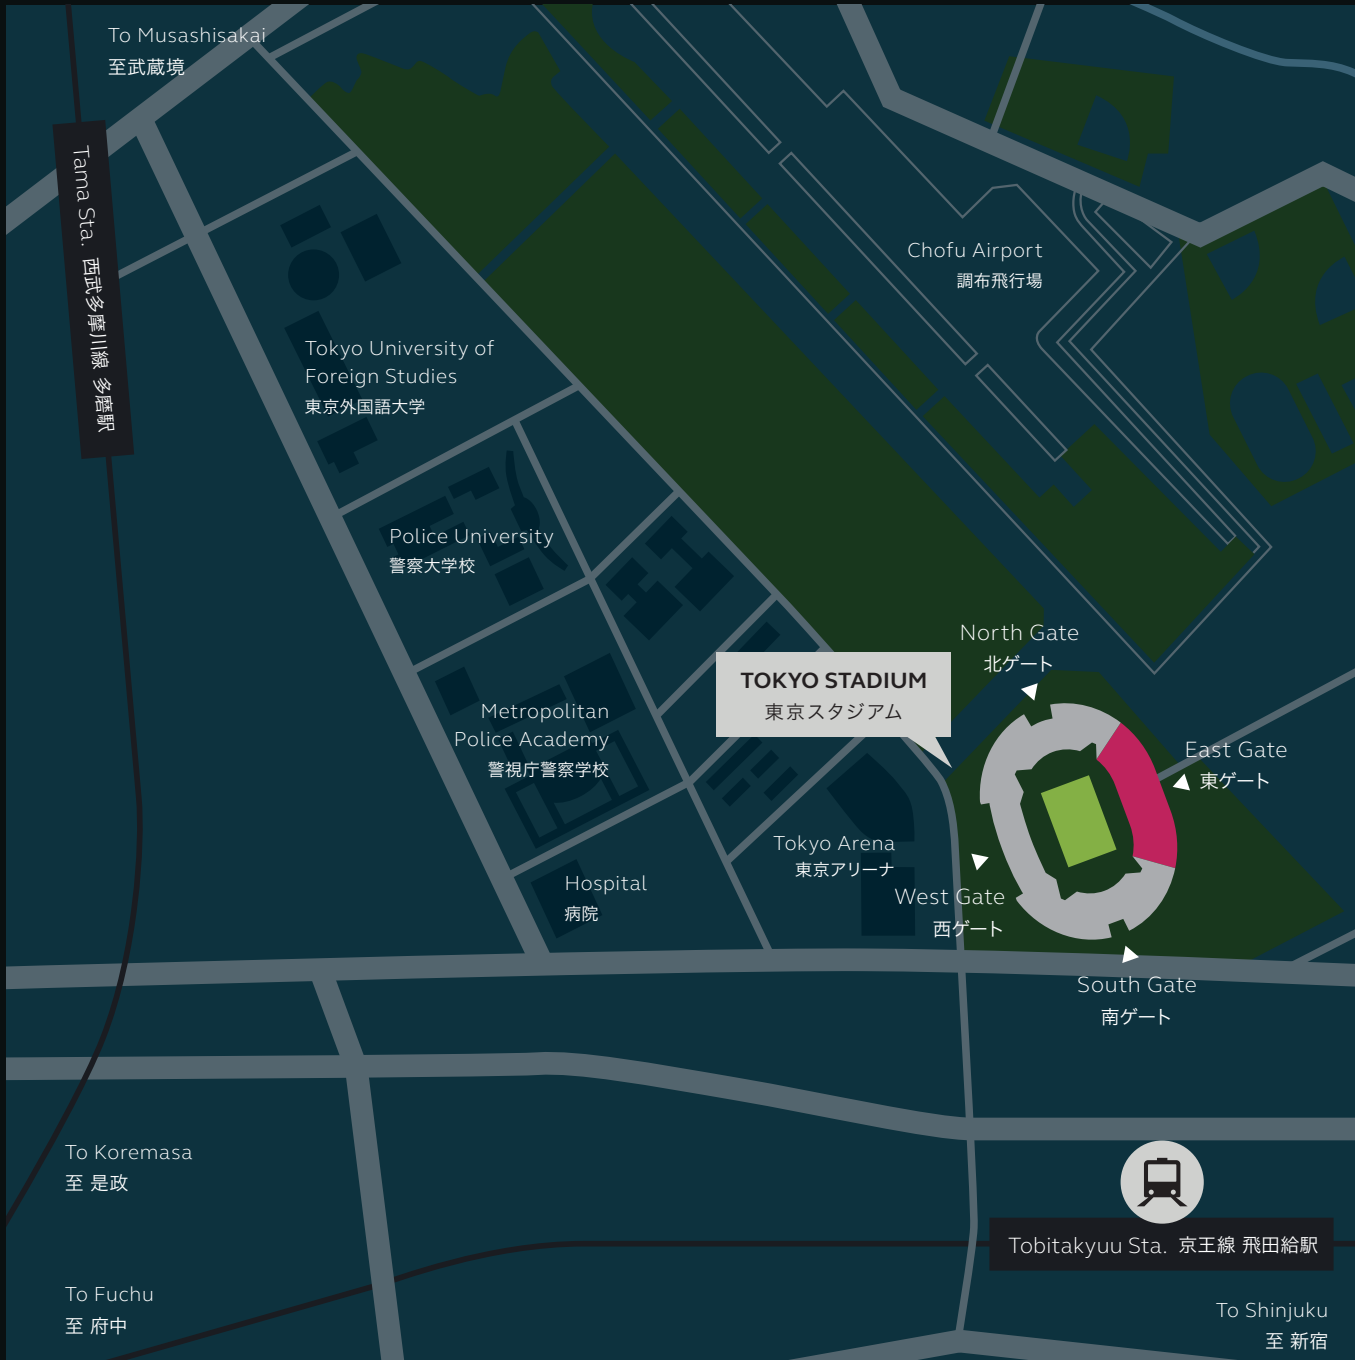 To Musashisakai
至武蔵境
Tama Sta. 西武多摩川線 多磨駅
Chofu Airport
調布飛行場
Tokyo University of
Foreign Studies
東京外国語大学
Police University
警察大学校
North Gate
北ゲート
TOKYO STADIUM
東京スタジアム
Metropolitan
Police Academy
警視庁警察学校
East Gate
東ゲート
Tokyo Arena
東京アリーナ
Hospital
病院
West Gate
西ゲート
South Gate
南ゲート
To Koremasa
至 是政
Tobitakyuu Sta. 京王線 飛田給駅
To Fuchu
至 府中
To Shinjuku
至 新宿